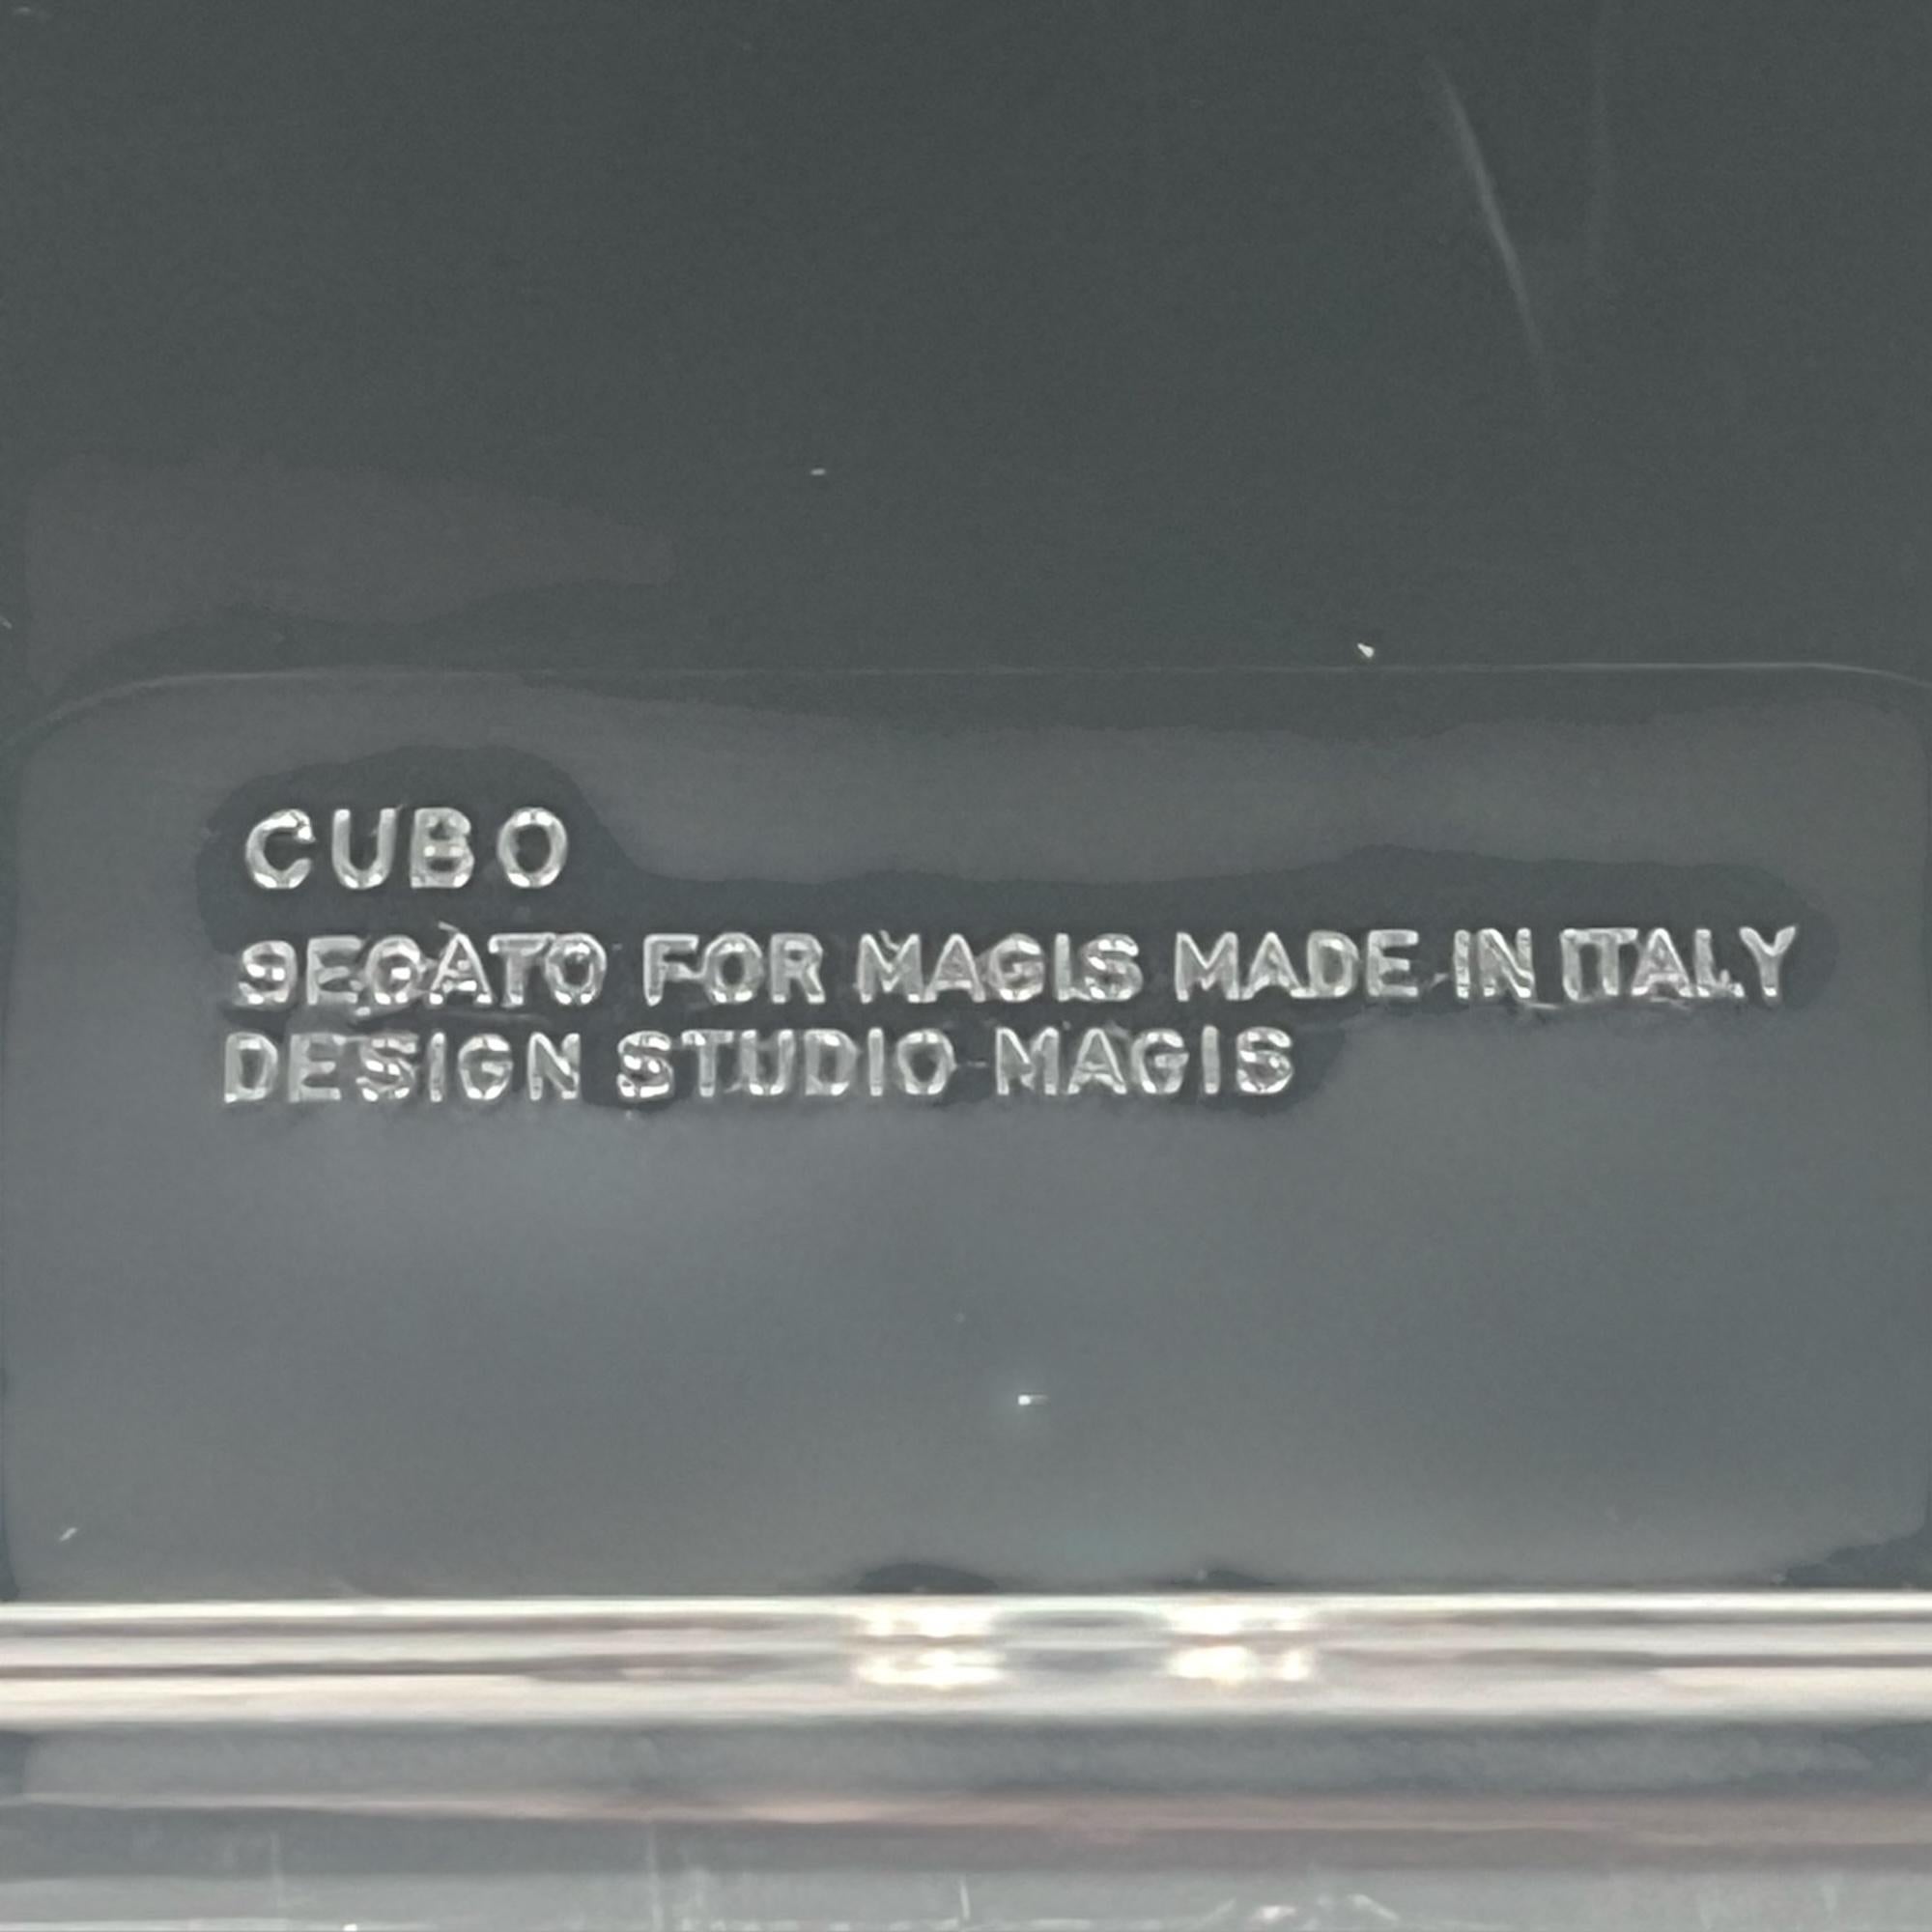 CUBO
SEGATO FOR MAGIS MADE IN ITALY
DESIGN STUDIO MAGIS